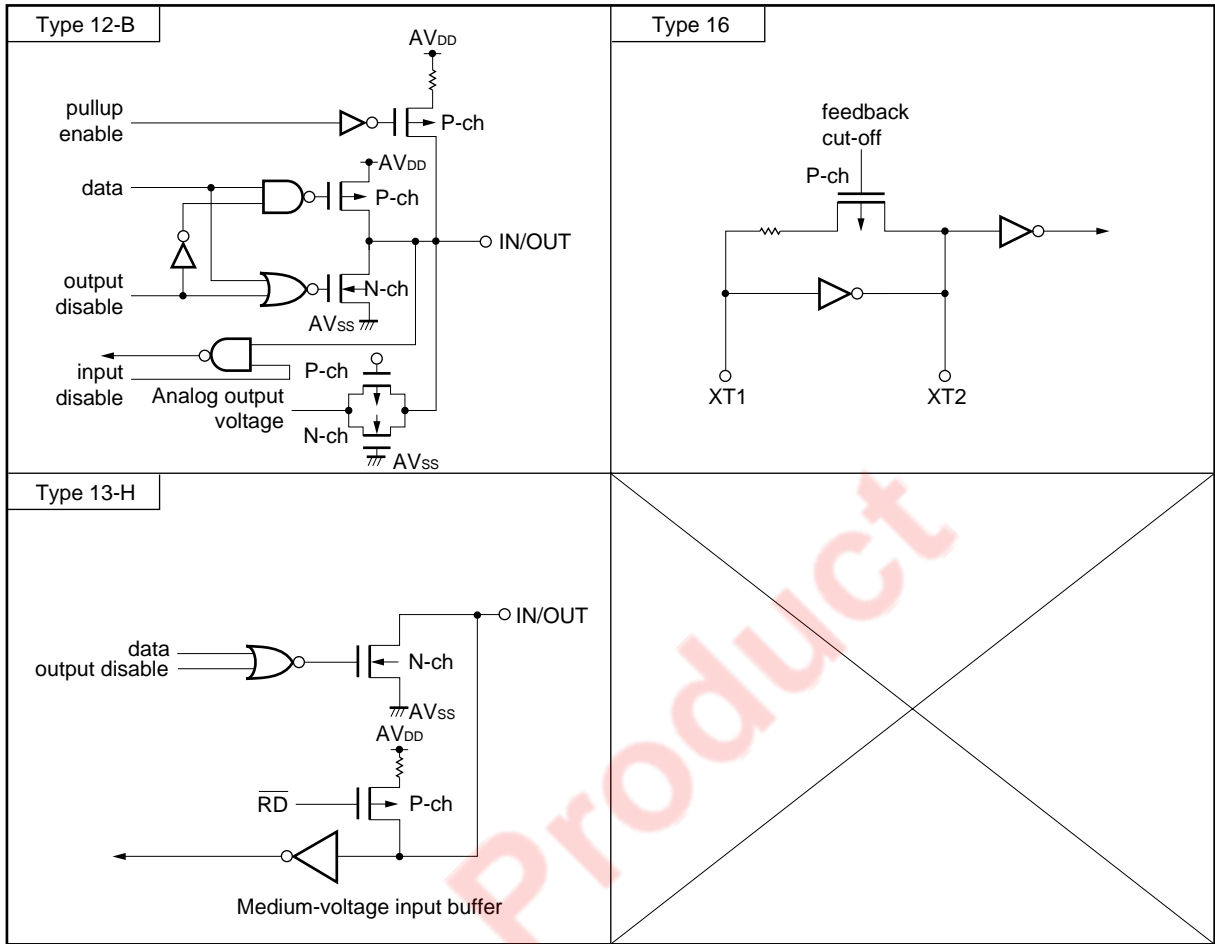 Type 12-B
AVDD
pullup
enable
P-ch
AVDD
data
P-ch
IN/OUT
output
disable
N-ch
AVSS
input
disable
P-ch
Analog output
voltage
N-ch
AVSS
Type 16
feedback
cut-off
P-ch
XT1
XT2
Type 13-H
IN/OUT
data
output disable
N-ch
AVSS
AVDD
RD
P-ch
Medium-voltage input buffer
Product